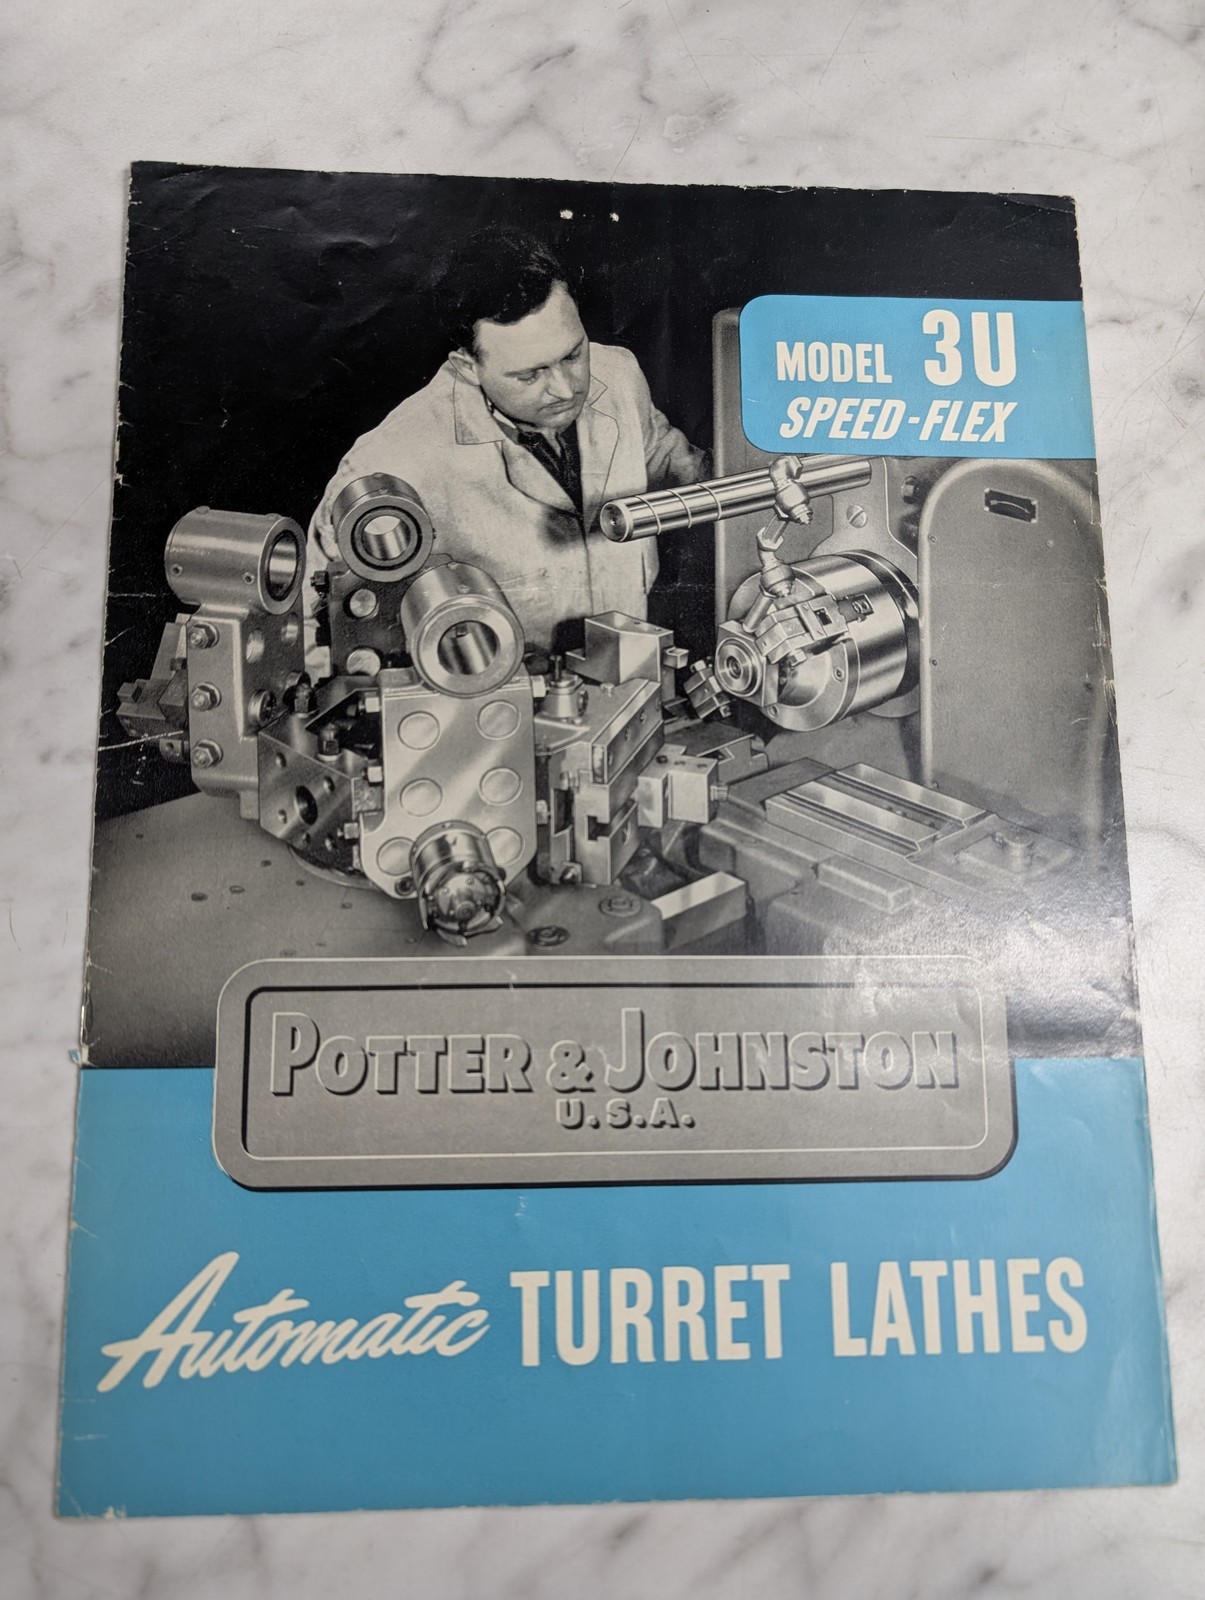 MODEL 3U
SPEED-FLEX
POTTER & JOHNSTON
U.S.A.
Automatic TURRET LATHES